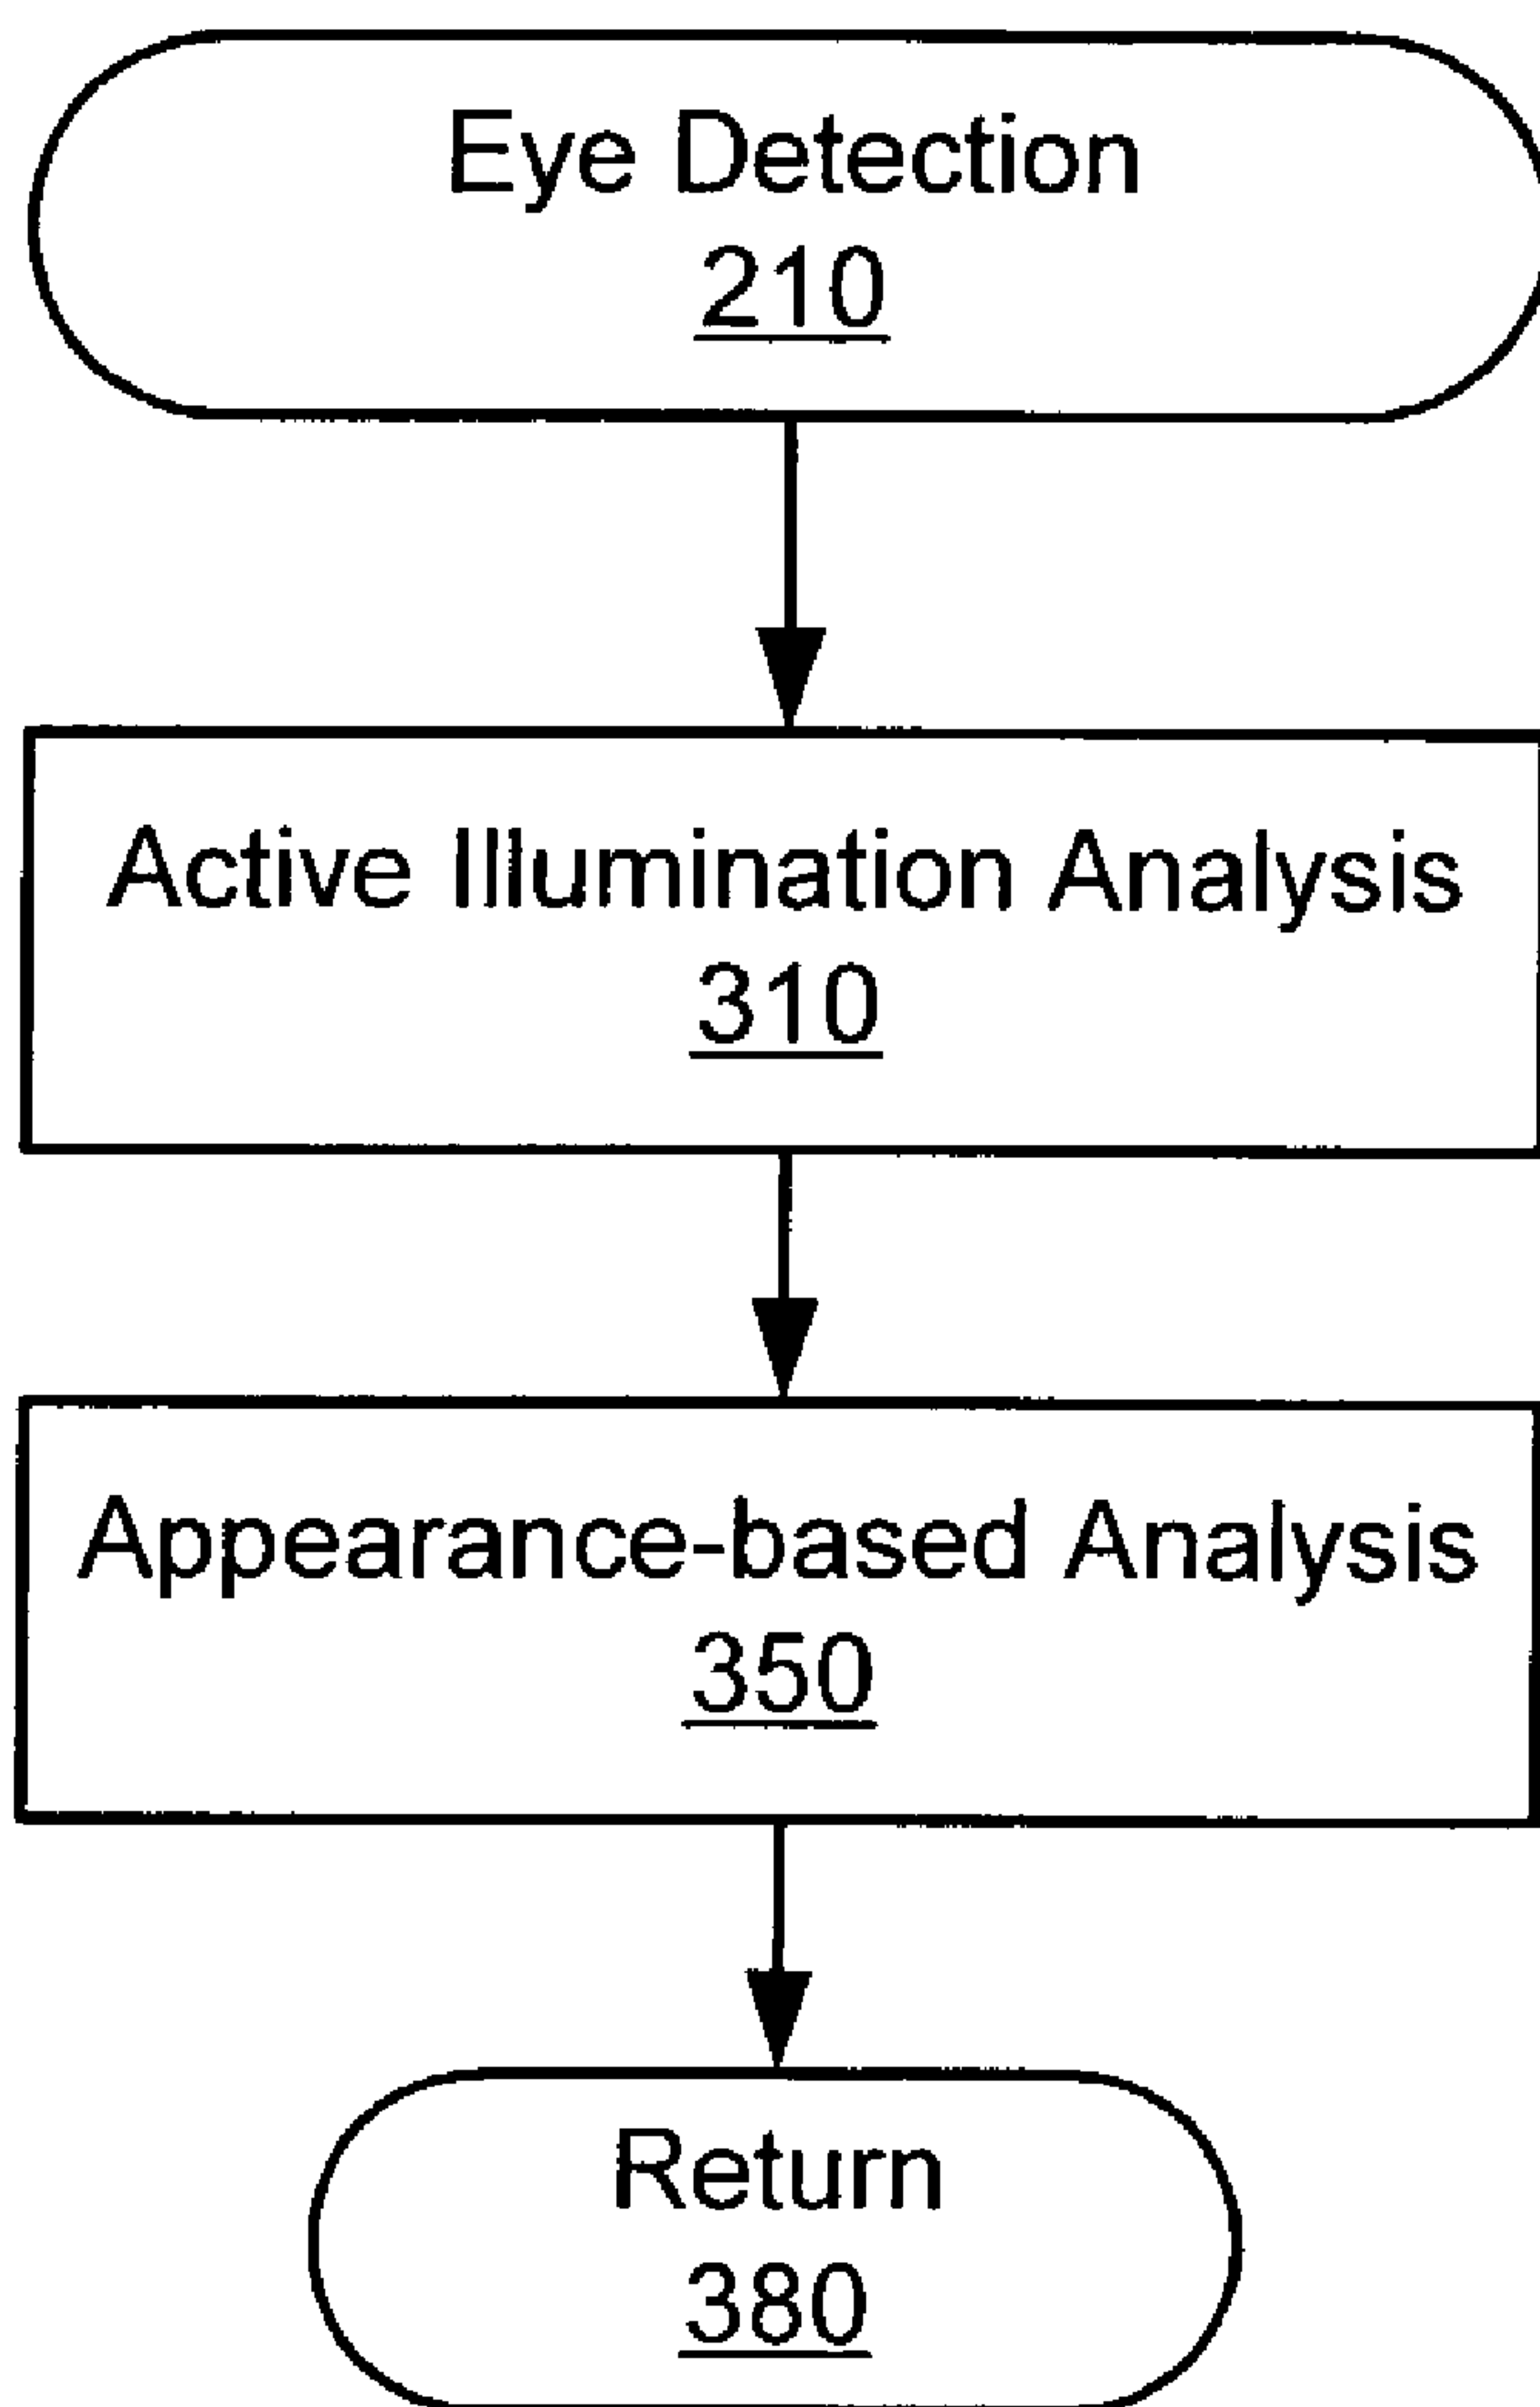 Eye Detection
210
Active Illumination Analysis
310
Appearance-based Analysis
350
Return
380